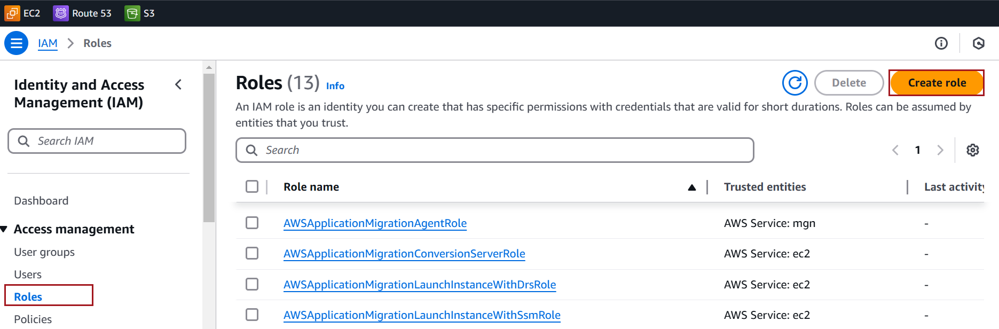 EC2 Route 53 S3
IAM > Roles
Identity and Access
Management (IAM)
Search IAM
Dashboard
Access management
User groups
Users
Roles
Policies
Roles (13) Info
Delete
Create role
An IAM role is an identity you can create that has specific permissions with credentials that are valid for short durations. Roles can be assumed by
entities that you trust.
Search
1
Role name Trusted entities Last activity
AWSApplicationMigrationAgentRole AWS Service: mgn -
AWSApplicationMigrationConversionServerRole AWS Service: ec2 -
AWSApplicationMigrationLaunchInstanceWithDrsRole AWS Service: ec2 -
AWSApplicationMigrationLaunchInstanceWithSsmRole AWS Service: ec2 -